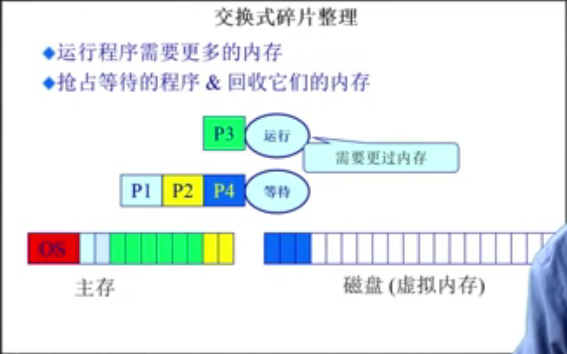 交换式碎片整理
运行程序需要更多的内存
抢占等待的程序 & 回收它们的内存
P3 运行
需要更过内存
P1 P2 P4 等待
OS
主存 磁盘 (虚拟内存)